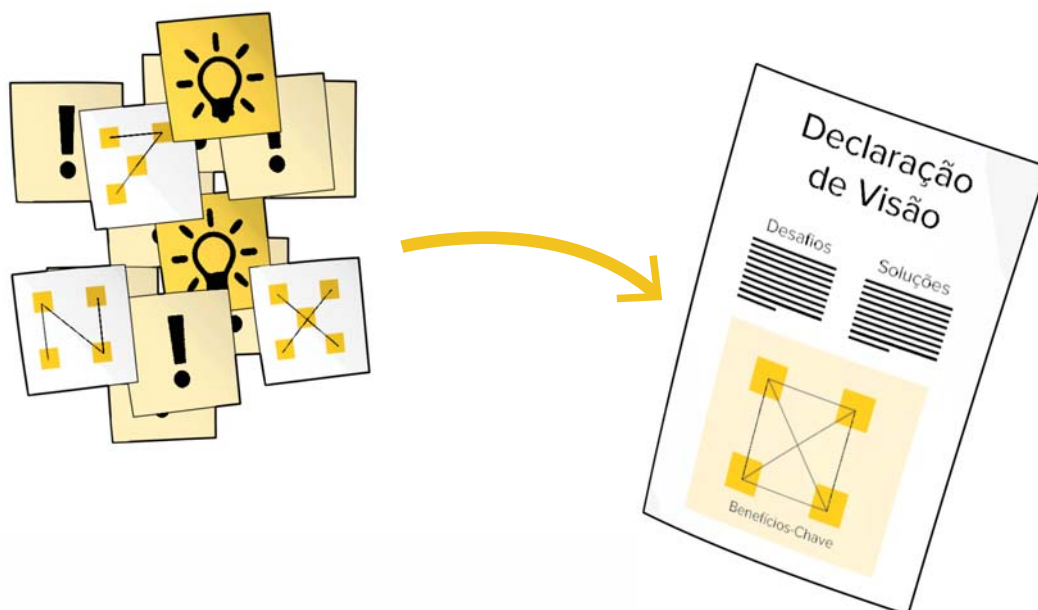 Declaração
de Visão
Desafios
Soluções
Benefícios-Chave